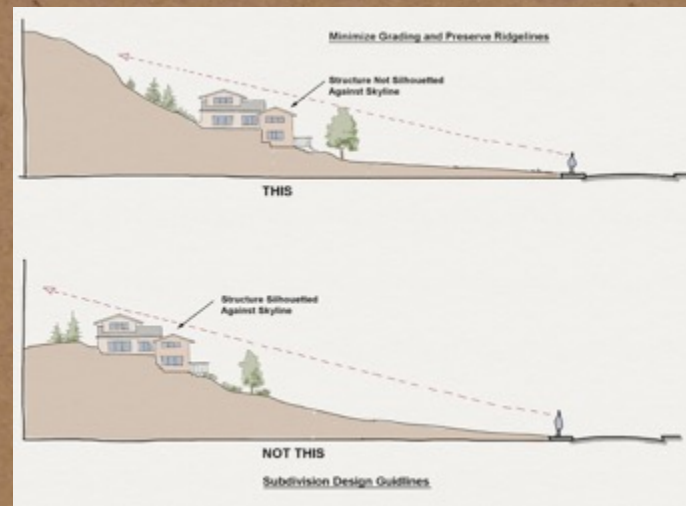 Minimize Grading and Preserve Ridgelines
Structure Not Silhouetted
Against Skyline
THIS
Structure Silhouetted
Against Skyline
NOT THIS
Subdivision Design Guidlines